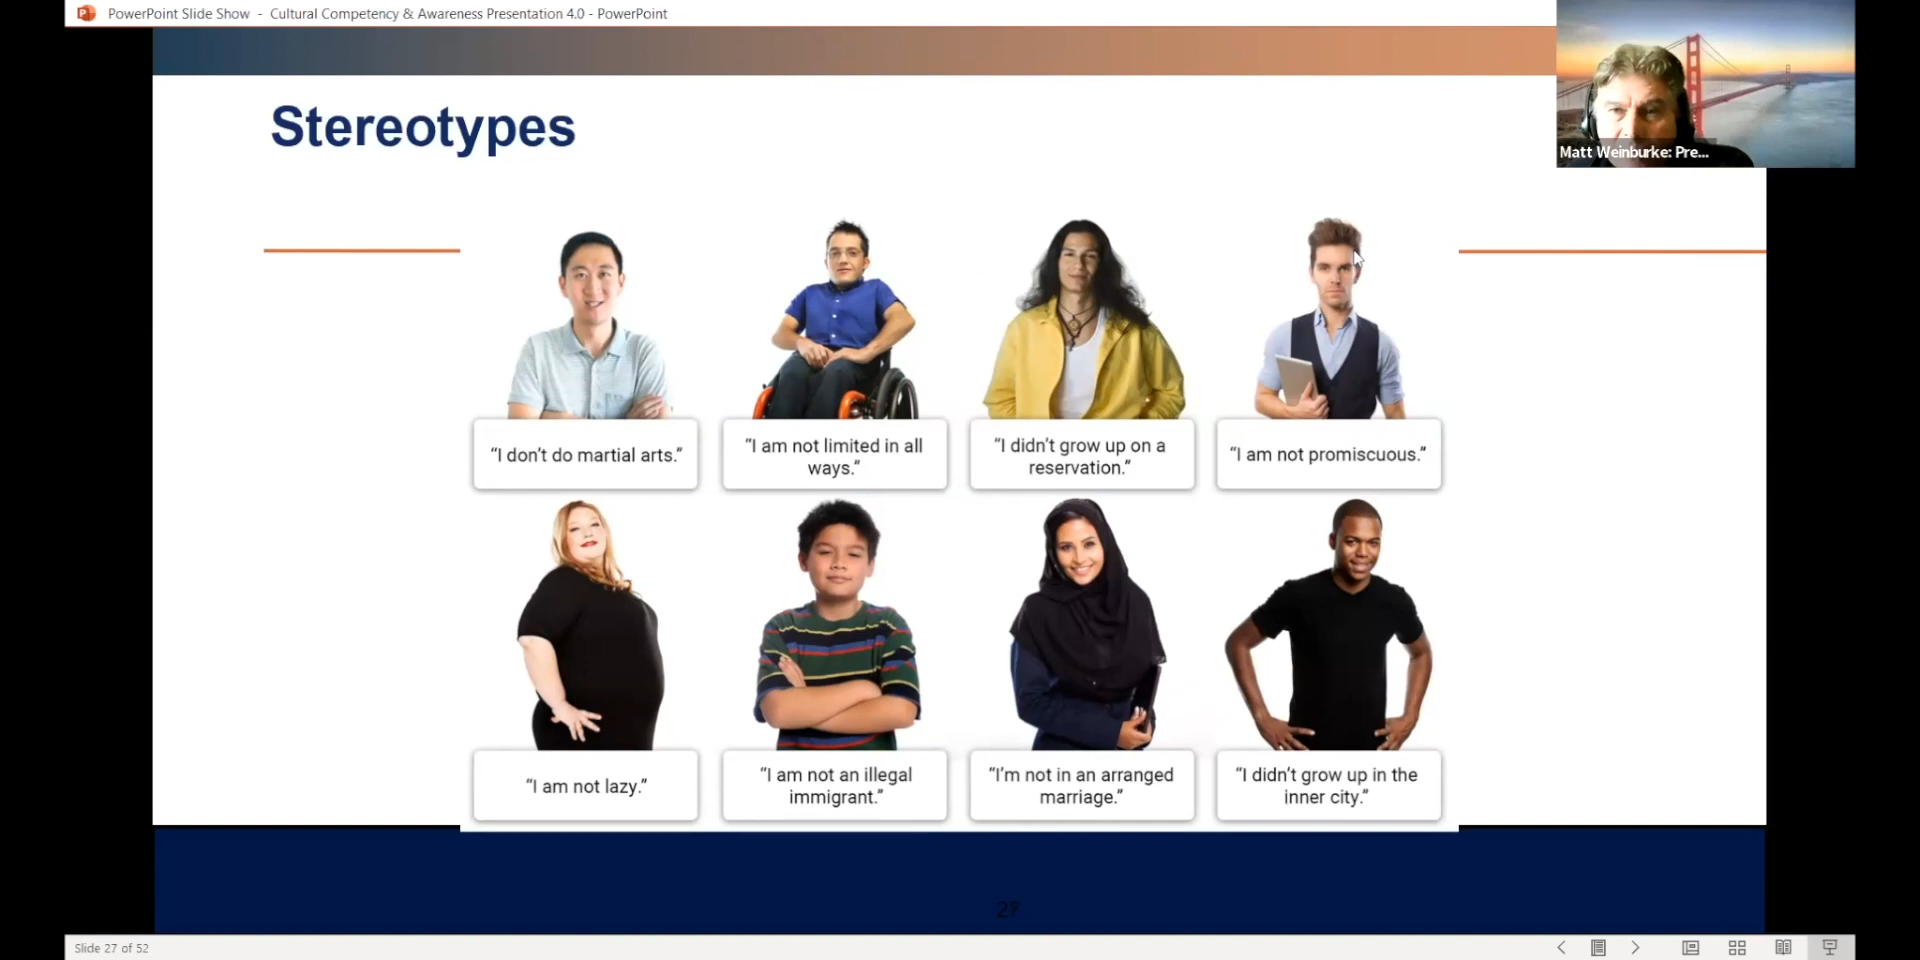 PowerPoint Slide Show - Cultural Competency & Awareness Presentation 4.0 - PowerPoint
Matt Weinburke: Pre...
Stereotypes
“I don’t do martial arts.”
“I am not limited in all
ways.”
“I didn’t grow up on a
reservation.”
“I am not promiscuous.”
“I am not lazy.”
“I am not an illegal
immigrant.”
“I’m not in an arranged
marriage.”
“I didn’t grow up in the
inner city.”
Slide 27 of 52